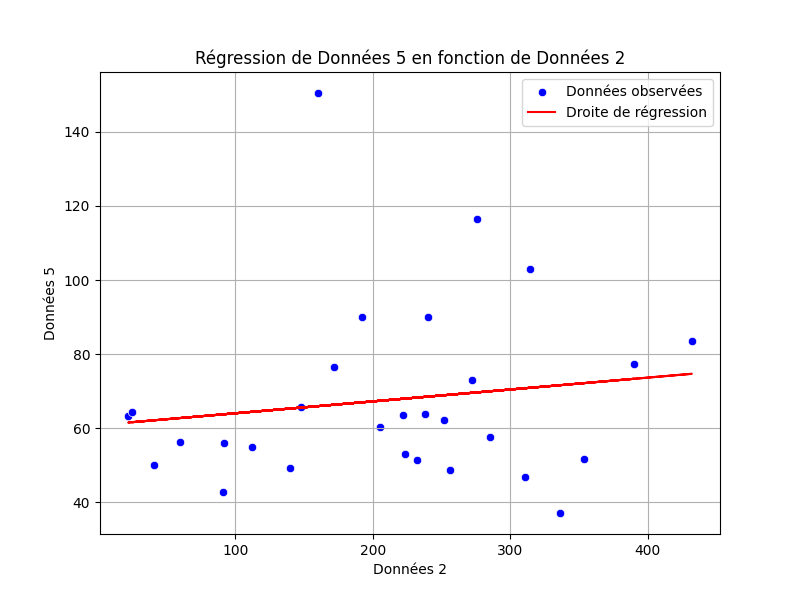 Régression de Données 5 en fonction de Données 2
Données observées
Droite de régression
140
120
100
80
60
40
Données 5
100
200
300
400
Données 2